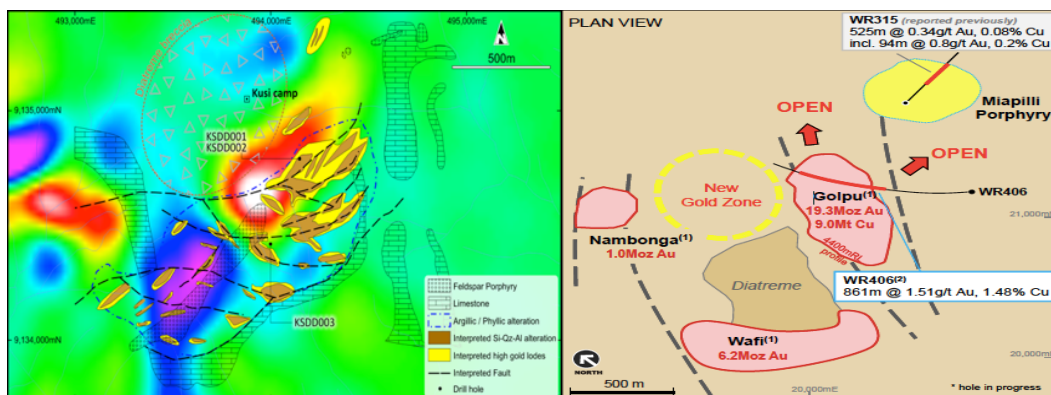 493,000mE
494,000mE
495,000mE
N
500m
Diatreme breccia
Kusi camp
9,135,000mN
KSDD001
KSDD002
KSDD003
9,134,000mN
Feldspar Porphyry
Limestone
Argillic / Phyllic alteration
Interpreted Si-Qz-Al alteration
Interpreted high gold lodes
Interpreted Fault
Drill hole
PLAN VIEW
WR315 (reported previously)
525m @ 0.34g/t Au, 0.08% Cu
incl. 94m @ 0.8g/t Au, 0.2% Cu
OPEN
Miapilli
Porphyry
OPEN
New
Gold Zone
WR406
Golpu(1)
19.3Moz Au
9.0Mt Cu
21,000mN
Nambonga(1)
1.0Moz Au
4400mRL
profile
Diatreme
WR406(2)
861m @ 1.51g/t Au, 1.48% Cu
Wafi(1)
6.2Moz Au
NORTH
500 m
20,000mE
20,000mN
* hole in progress